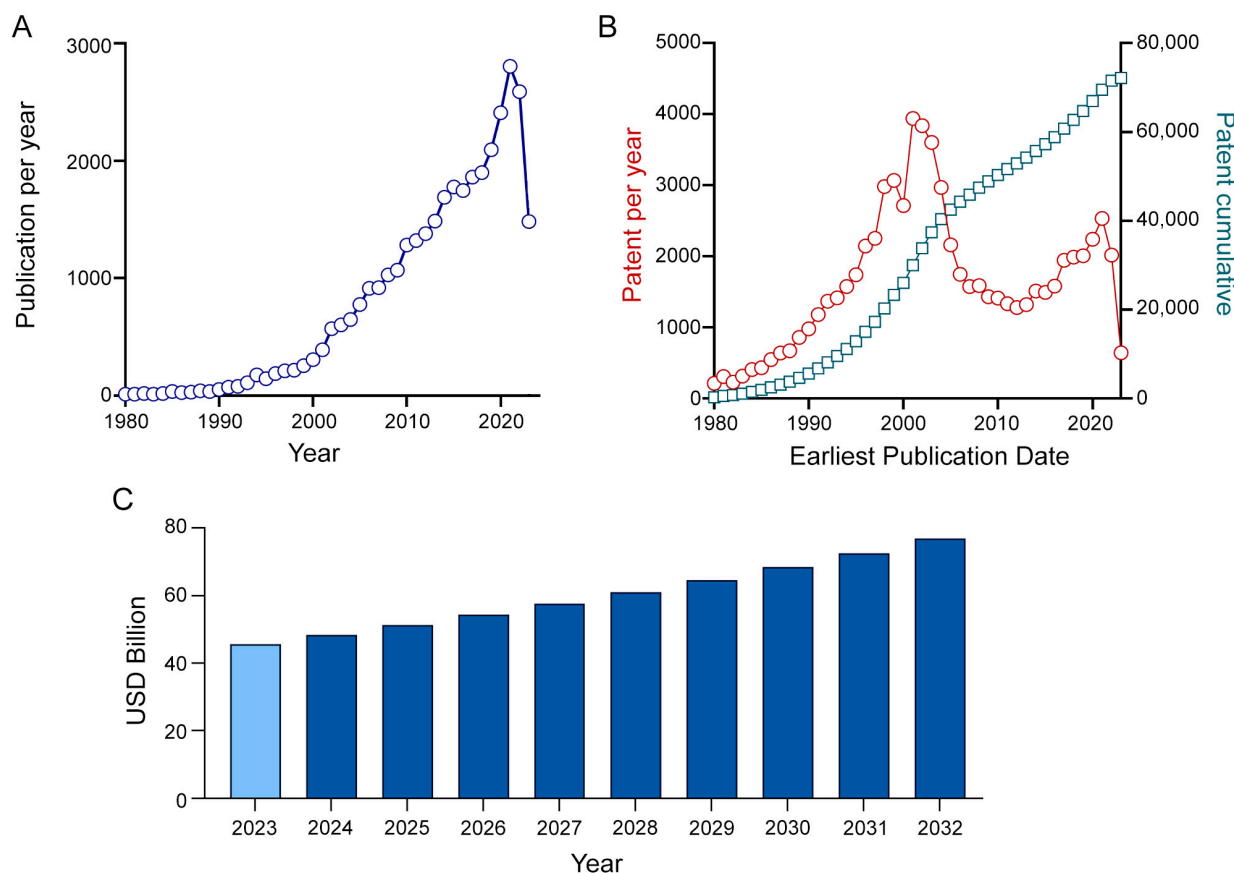 A
Publication per year
3000
2000
1000
0
1980 1990 2000 2010 2020
Year
B
Patent per year
5000
4000
3000
2000
1000
0
80,000
60,000
40,000
20,000
0
Patent cumulative
1980 1990 2000 2010 2020
Earliest Publication Date
C
USD Billion
80
60
40
20
0
2023 2024 2025 2026 2027 2028 2029 2030 2031 2032
Year